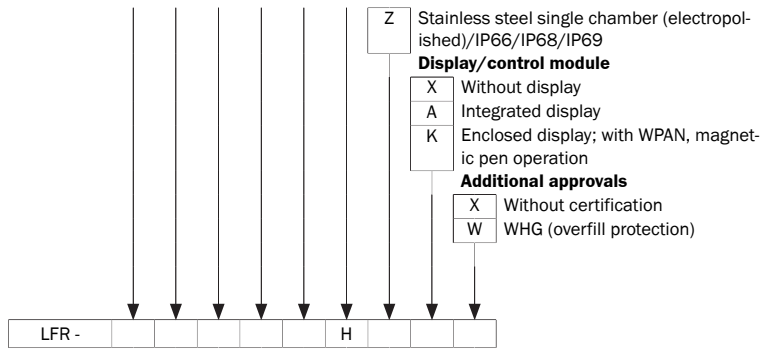 Z Stainless steel single chamber (electropol-
ished)/IP66/IP68/IP69
Display/control module
X Without display
A Integrated display
K Enclosed display; with WPAN, magnet-
ic pen operation
Additional approvals
X Without certification
W WHG (overfill protection)
LFR - H